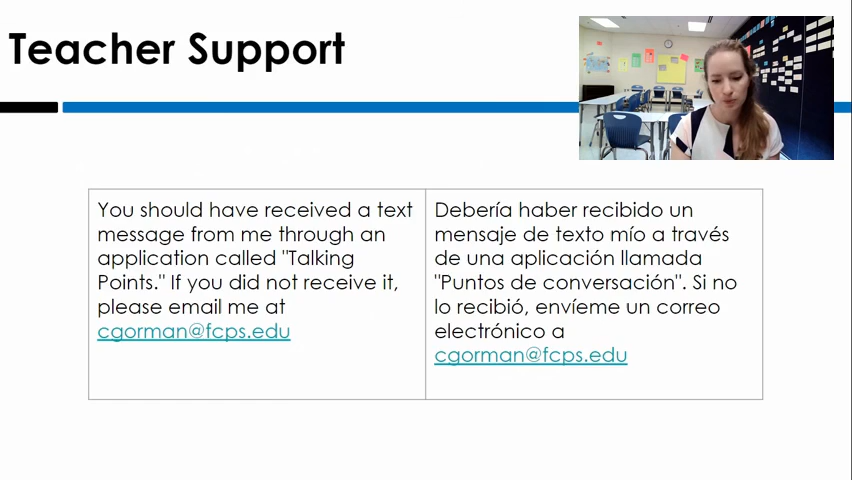 Teacher Support
You should have received a text
message from me through an
application called "Talking
Points." If you did not receive it,
please email me at
cgorman@fcps.edu
Debería haber recibido un
mensaje de texto mío a través
de una aplicación llamada
"Puntos de conversación". Si no
lo recibió, envíeme un correo
electrónico a
cgorman@fcps.edu